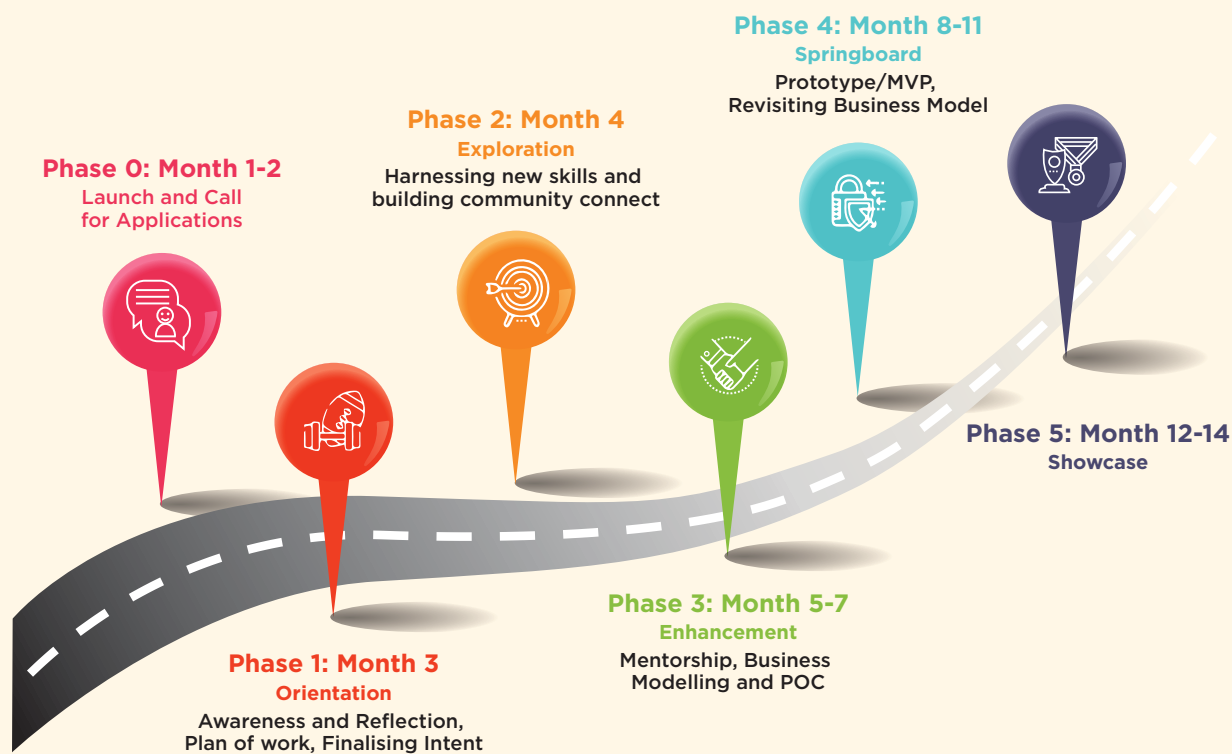 Phase 0: Month 1-2
Launch and Call
for Applications
Phase 1: Month 3
Orientation
Awareness and Reflection,
Plan of work, Finalising Intent
Phase 2: Month 4
Exploration
Harnessing new skills and
building community connect
Phase 3: Month 5-7
Enhancement
Mentorship, Business
Modelling and POC
Phase 4: Month 8-11
Springboard
Prototype/MVP,
Revisiting Business Model
Phase 5: Month 12-14
Showcase